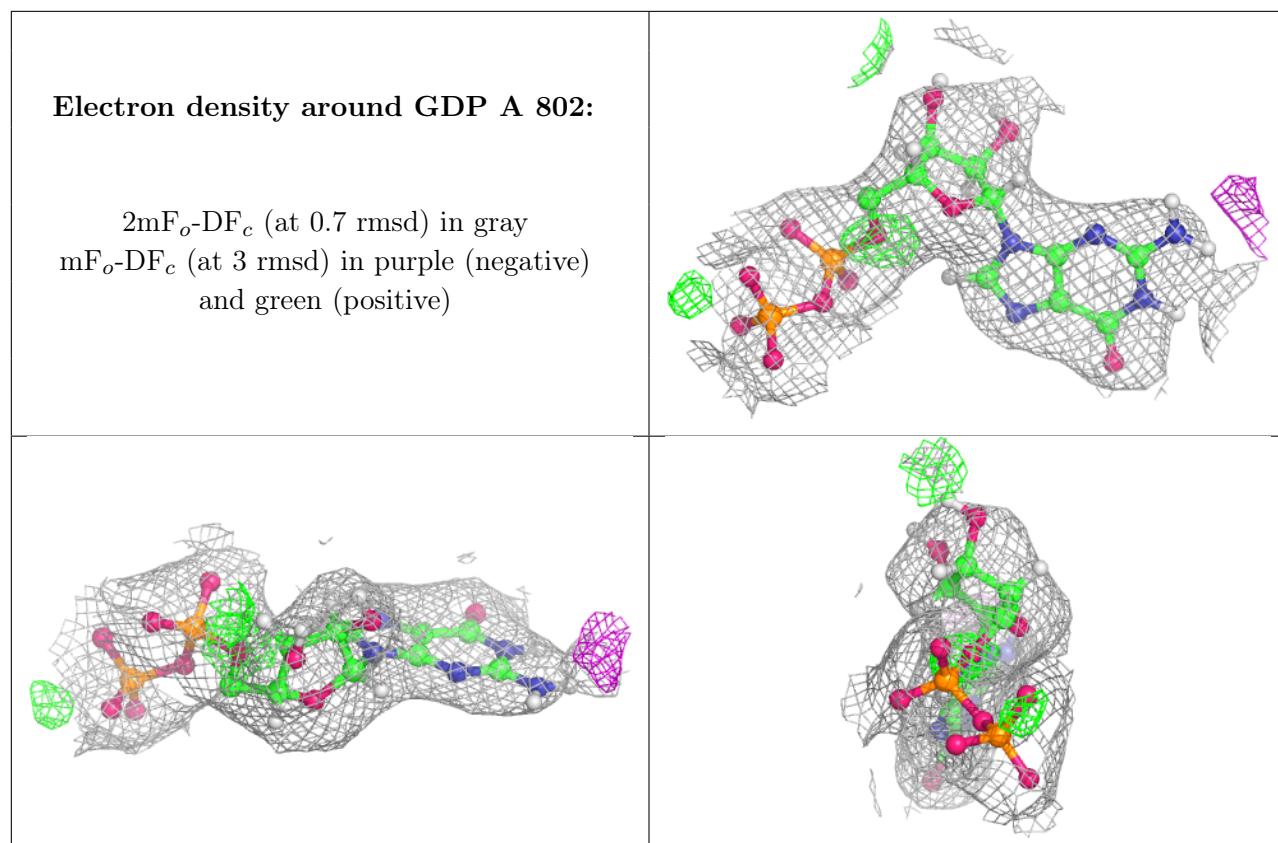 Electron density around GDP A 802:
2mFo-DFc (at 0.7 rmsd) in gray
mFo-DFc (at 3 rmsd) in purple (negative)
and green (positive)